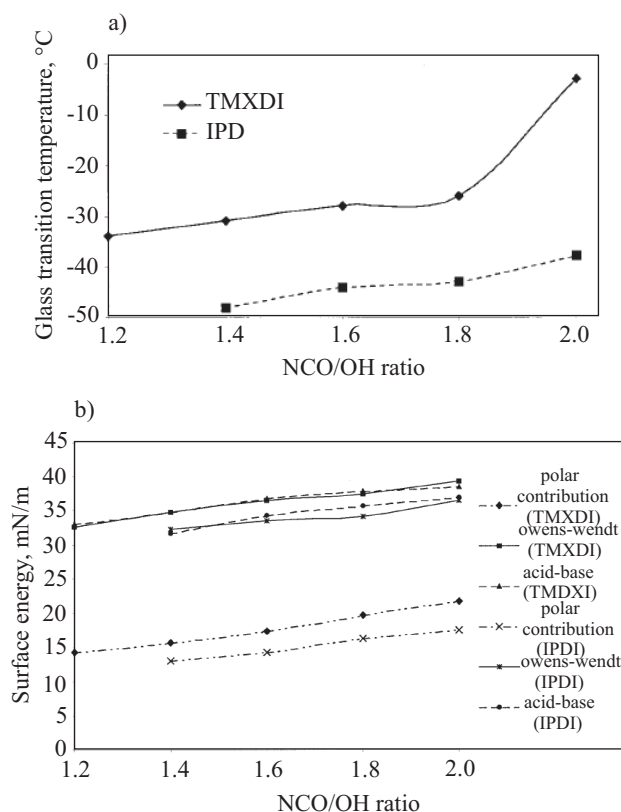 a)
0
-10
-20
-30
-40
-50
1.2
1.4
1.6
1.8
2.0
TMXDI
IPD
Glass transition temperature, °C
NCO/OH ratio
b)
45
40
35
30
25
20
15
10
5
0
1.2
1.4
1.6
1.8
2.0
Surface energy, mN/m
NCO/OH ratio
polar
contribution
(TMXDI)
owens-wendt
(TMXDI)
acid-base
(TMDXI)
polar
contribution
(IPDI)
owens-wendt
(IPDI)
acid-base
(IPDI)